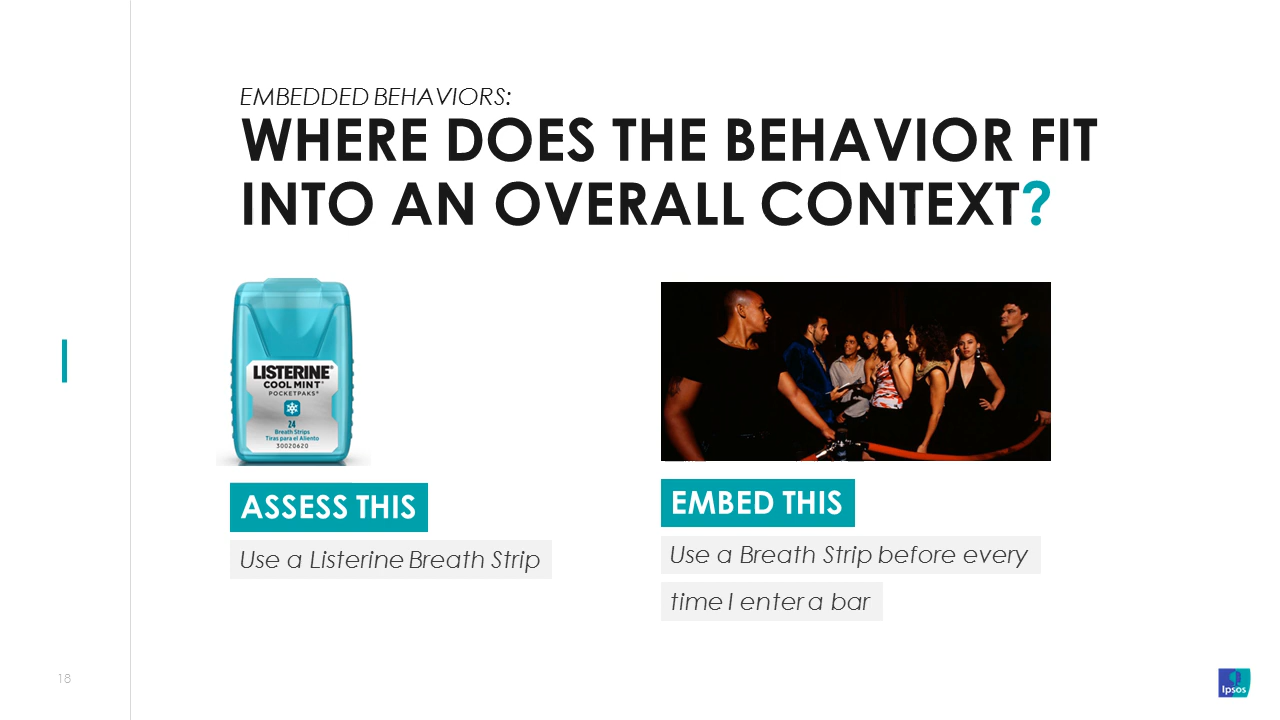 EMBEDDED BEHAVIORS:
WHERE DOES THE BEHAVIOR FIT
INTO AN OVERALL CONTEXT?
LISTERINE®
COOL MINT®
POCKETPAKS®
24
Breath Strips
Tiras para el Aliento
30020620
ASSESS THIS
Use a Listerine Breath Strip
EMBED THIS
Use a Breath Strip before every
time I enter a bar
18
Ipsos